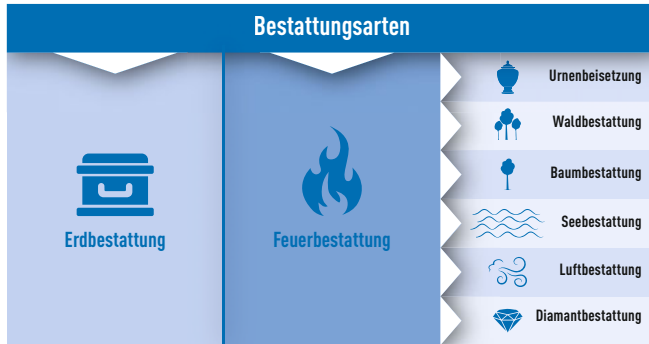 Bestattungsarten
Erdbestattung
Feuerbestattung
Urnenbeisetzung
Waldbestattung
Baumbestattung
Seebestattung
Luftbestattung
Diamantbestattung